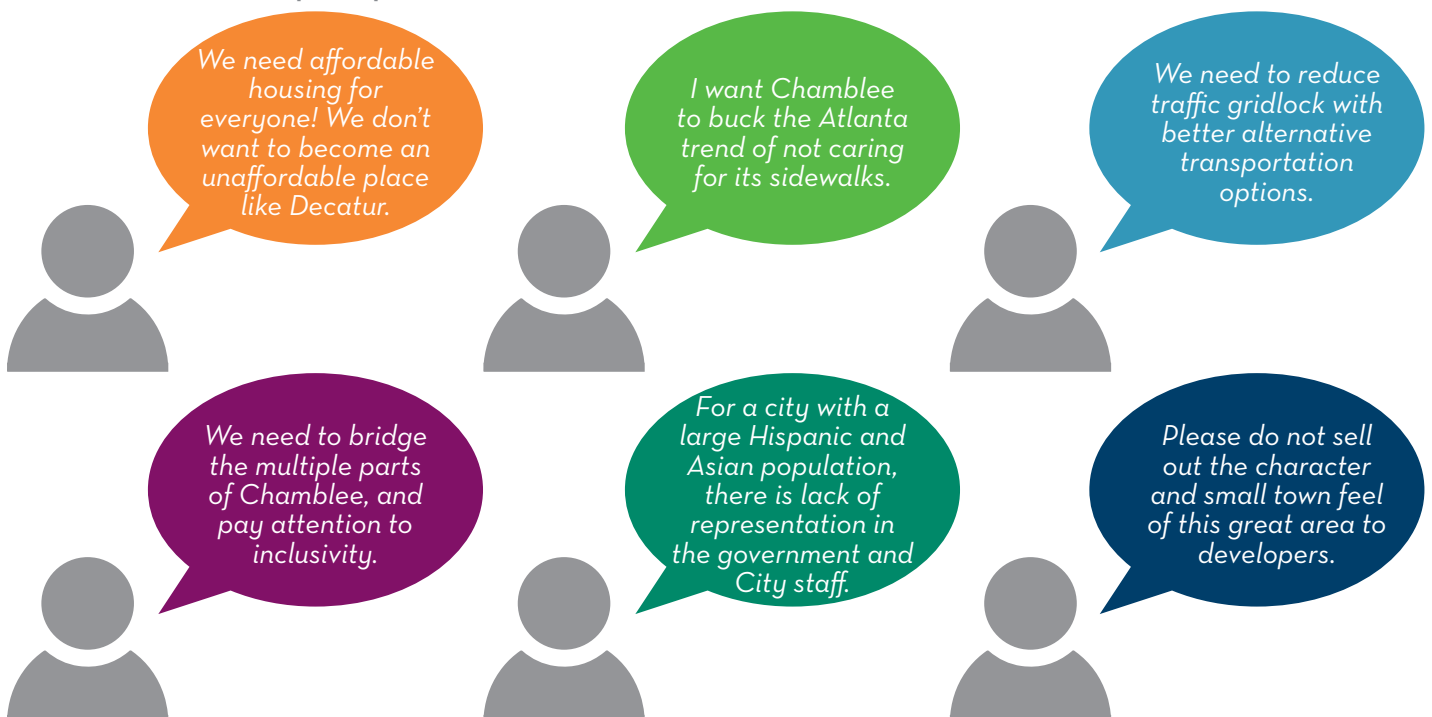 We need affordable
housing for
everyone! We don't
want to become an
unaffordable place
like Decatur.
I want Chamblee
to buck the Atlanta
trend of not caring
for its sidewalks.
We need to reduce
traffic gridlock with
better alternative
transportation
options.
We need to bridge
the multiple parts
of Chamblee, and
pay attention to
inclusivity.
For a city with a
large Hispanic and
Asian population,
there is lack of
representation in
the government and
City staff.
Please do not sell
out the character
and small town feel
of this great area to
developers.